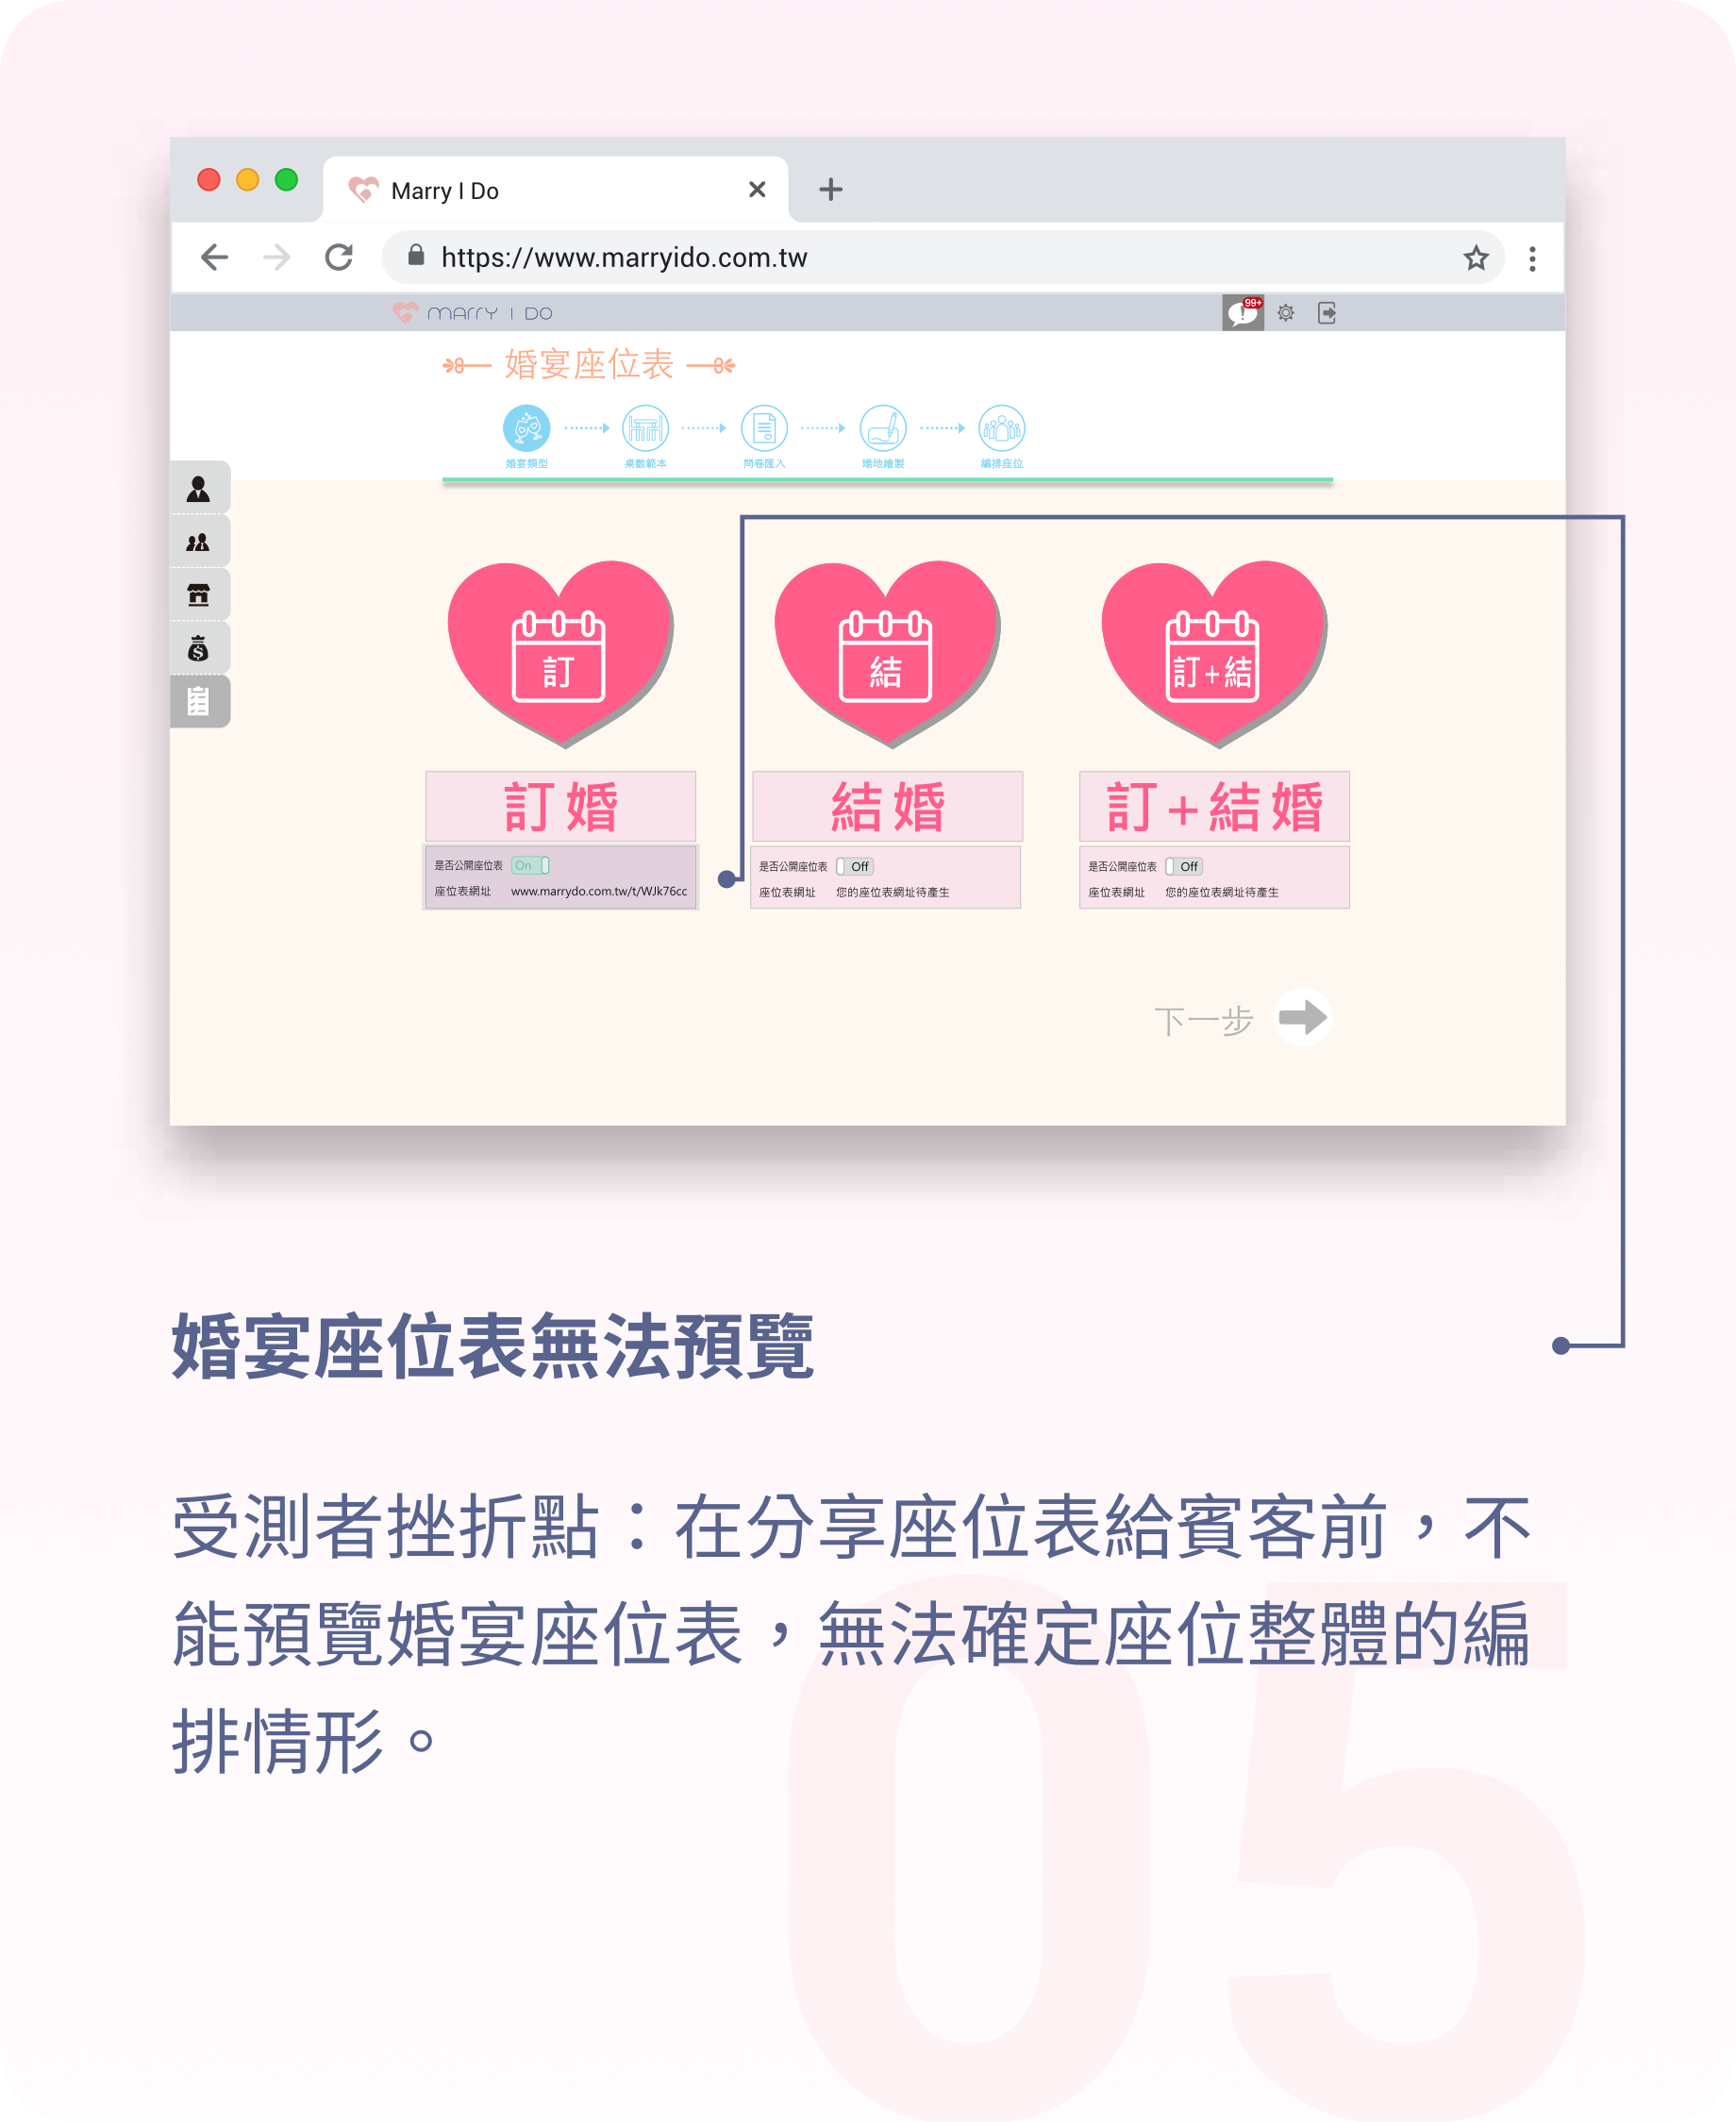 Marry I Do
https://www.marryido.com.tw
MARRY I DO
99+
婚宴座位表
婚宴類型
桌數範本
問卷匯入
場地繪製
編排座位
訂
結
訂+結
訂婚
結婚
訂+結婚
是否公開座位表 On
座位表網址 www.marrydo.com.tw/t/WJk76cc
是否公開座位表 Off
座位表網址 您的座位表網址待產生
是否公開座位表 Off
座位表網址 您的座位表網址待產生
下一步
婚宴座位表無法預覽
受測者挫折點：在分享座位表給賓客前，不
能預覽婚宴座位表，無法確定座位整體的編
排情形。
05